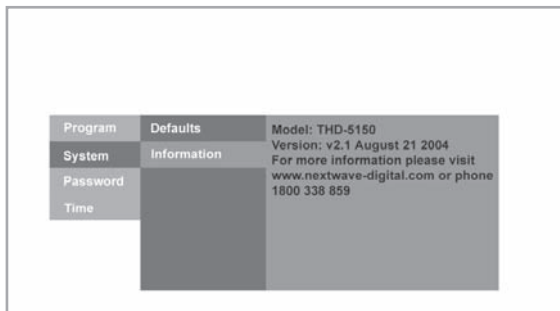 Program
System
Password
Time
Defaults
Information
Model: THD-5150
Version: v2.1 August 21 2004
For more information please visit
www.nextwave-digital.com or phone
1800 338 859